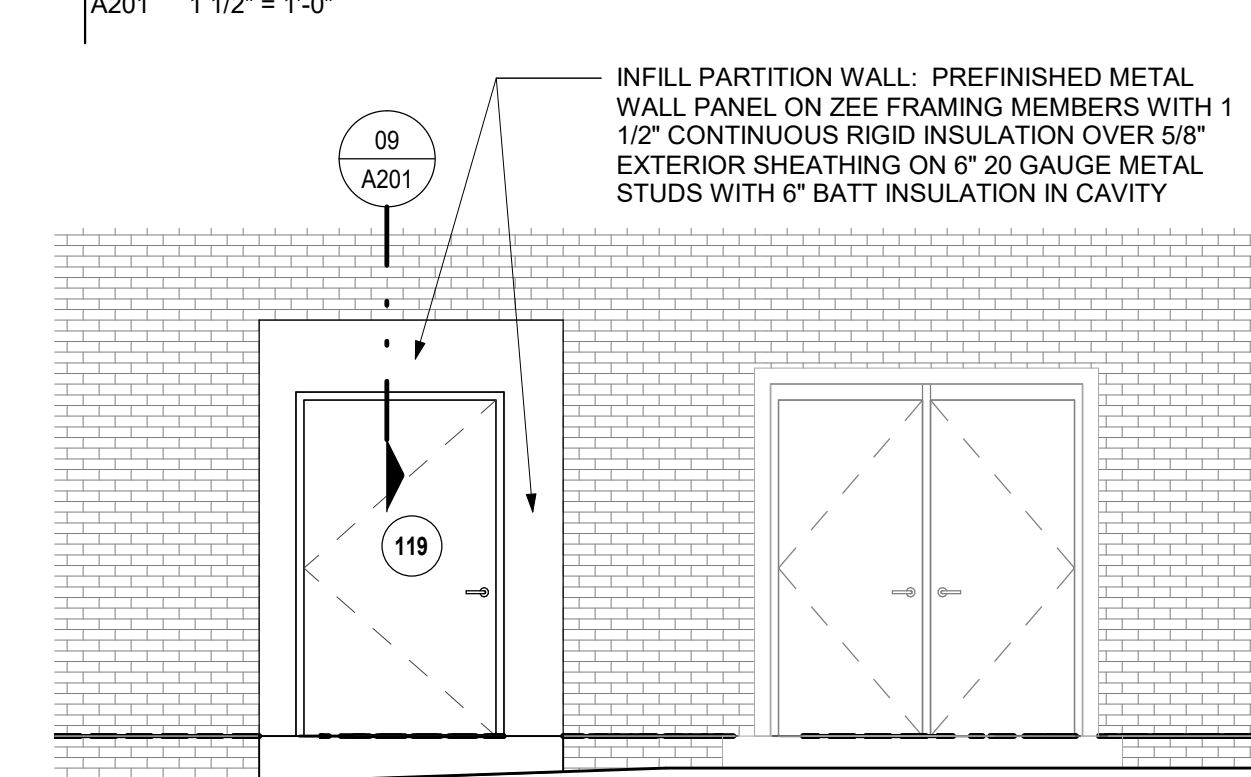 A201 1 1/2" = 1'-0"
INFILL PARTITION WALL: PREFINISHED METAL
WALL PANEL ON ZEE FRAMING MEMBERS WITH 1
1/2" CONTINUOUS RIGID INSULATION OVER 5/8"
EXTERIOR SHEATHING ON 6" 20 GAUGE METAL
STUDS WITH 6" BATT INSULATION IN CAVITY
09
A201
119